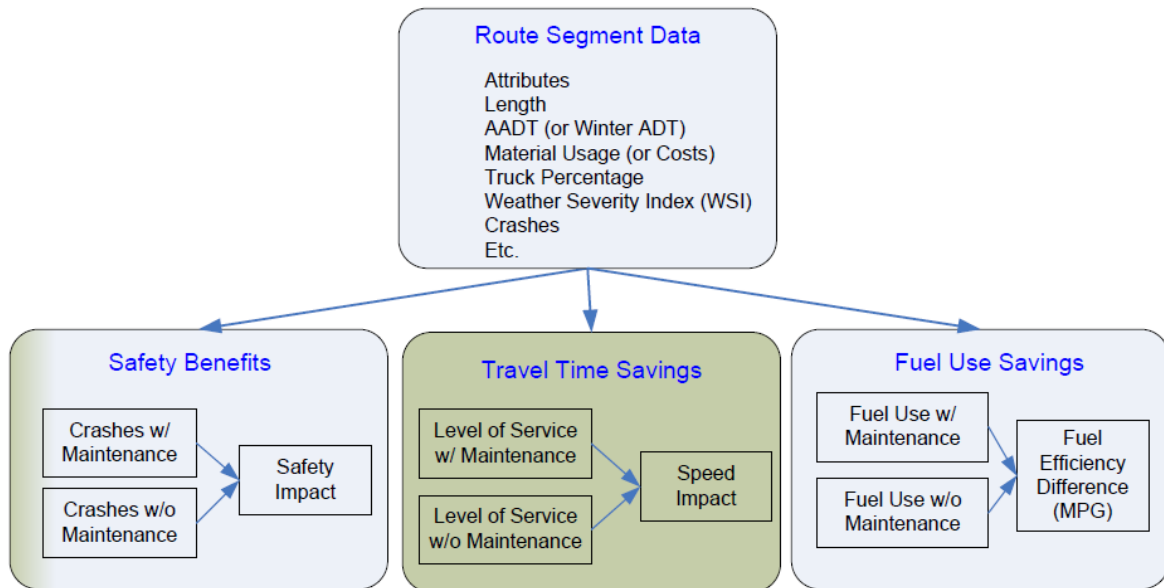 Route Segment Data
Attributes
Length
AADT (or Winter ADT)
Material Usage (or Costs)
Truck Percentage
Weather Severity Index (WSI)
Crashes
Etc.
Safety Benefits
Crashes w/
Maintenance
Crashes w/o
Maintenance
Safety
Impact
Travel Time Savings
Level of Service
w/ Maintenance
Level of Service
w/o Maintenance
Speed
Impact
Fuel Use Savings
Fuel Use w/
Maintenance
Fuel Use w/o
Maintenance
Fuel
Efficiency
Difference
(MPG)